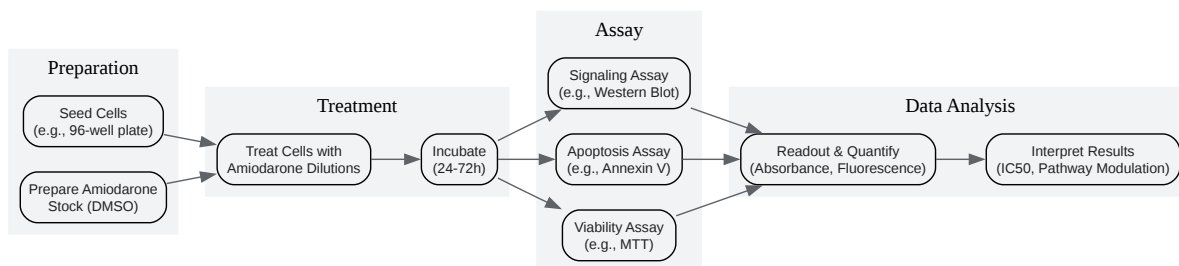 Preparation
Seed Cells
(e.g., 96-well plate)
Prepare Amiodarone
Stock (DMSO)
Treatment
Treat Cells with
Amiodarone Dilutions
Incubate
(24-72h)
Assay
Signaling Assay
(e.g., Western Blot)
Apoptosis Assay
(e.g., Annexin V)
Viability Assay
(e.g., MTT)
Data Analysis
Readout & Quantify
(Absorbance, Fluorescence)
Interpret Results
(IC50, Pathway Modulation)